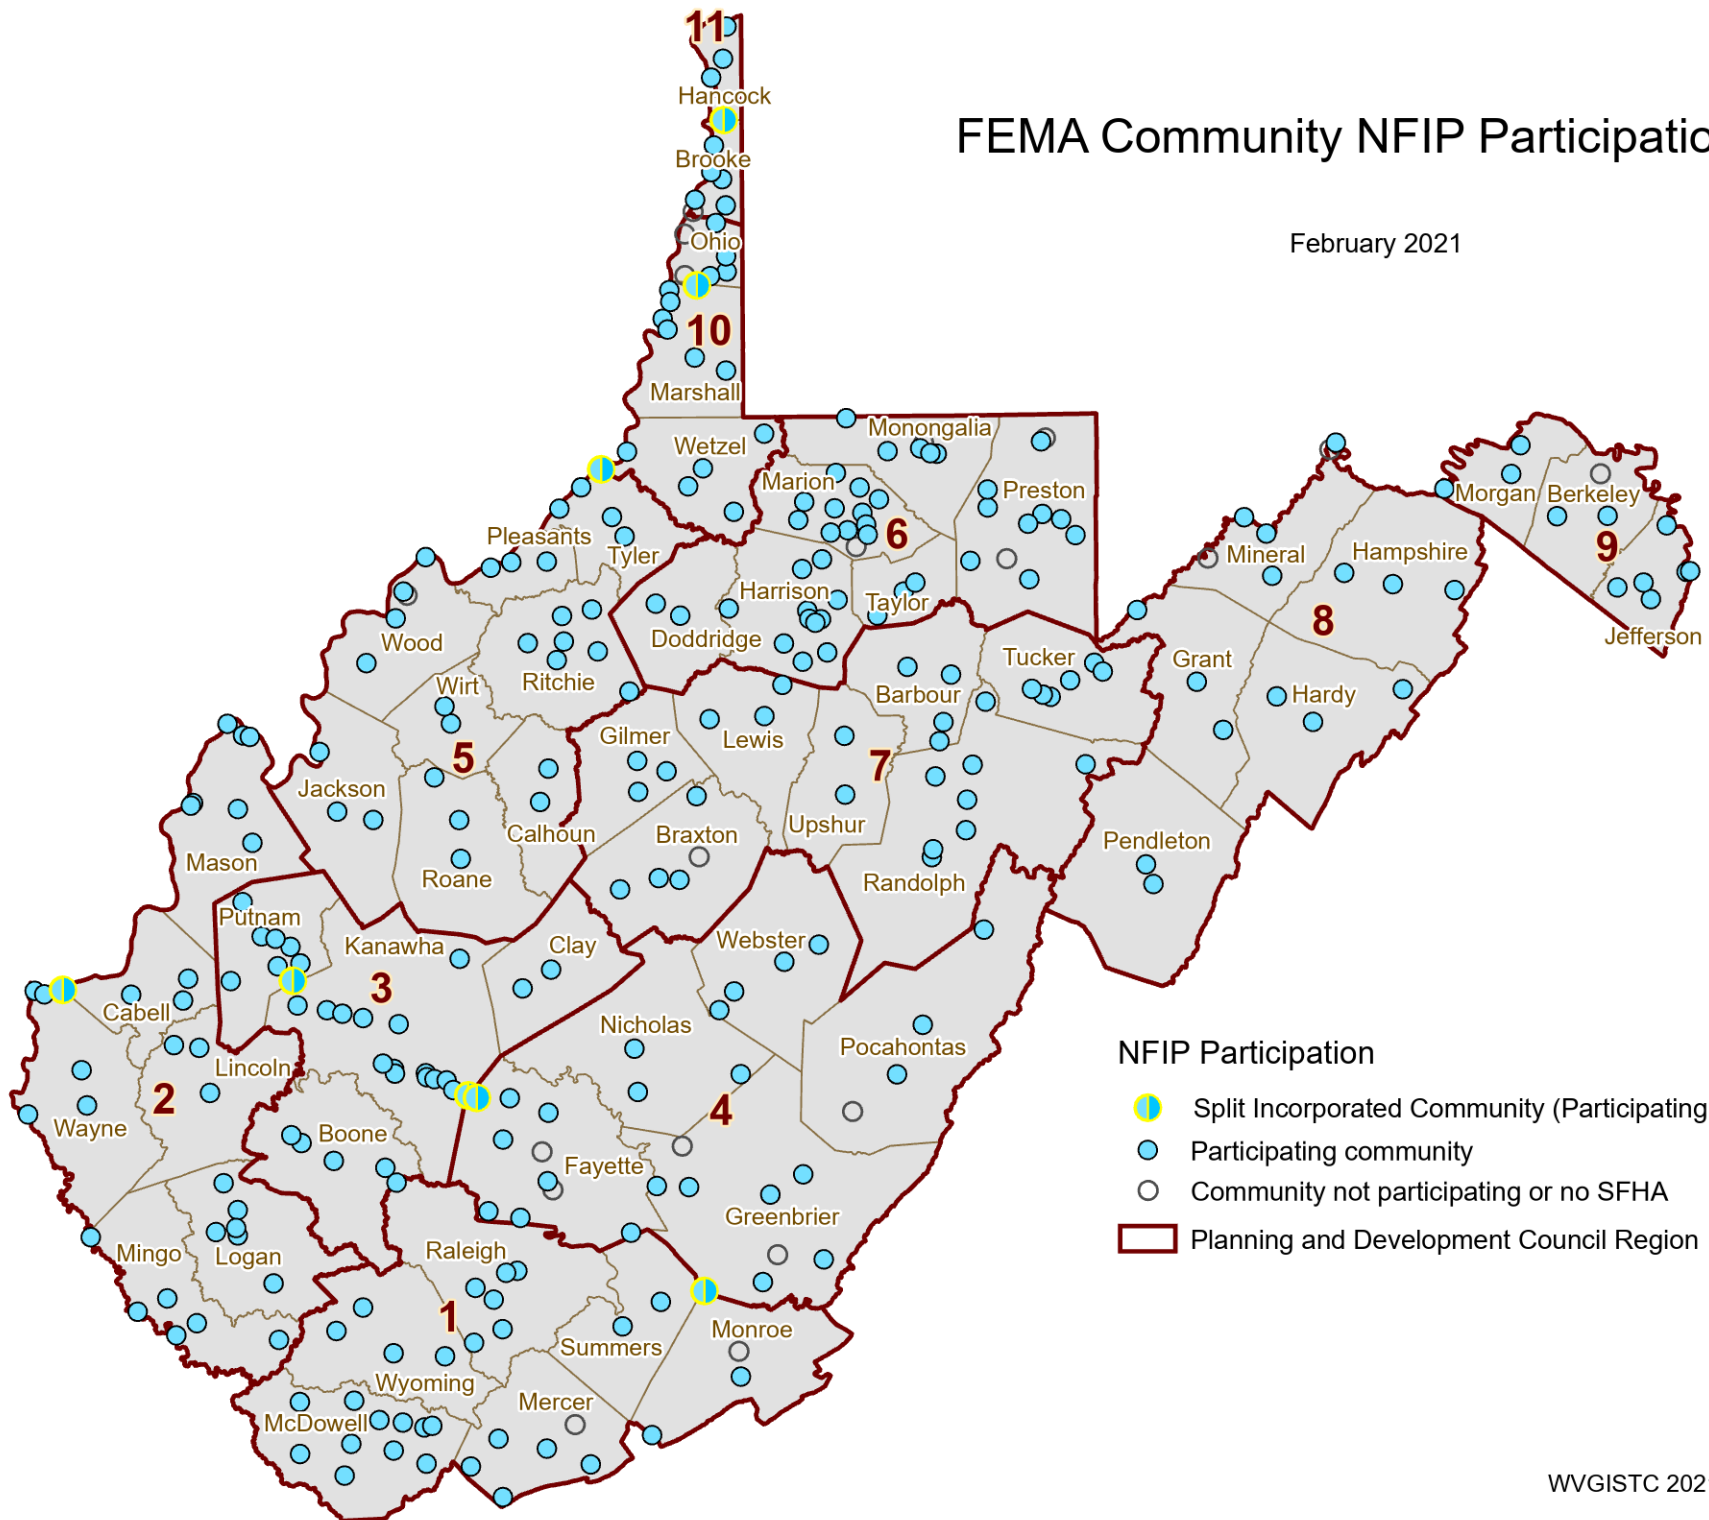 11
Hancock
FEMA Community NFIP Participatio
Brooke
Ohio
February 2021
10
Marshall
Wetzel
Monongalia
Marion
Preston
Morgan
Berkeley
6
9
Pleasants
Tyler
Mineral
Hampshire
Harrison
Taylor
8
Wood
Doddridge
Jefferson
Tucker
Grant
Wirt
Ritchie
Barbour
Hardy
5
Gilmer
Lewis
7
Jackson
Calhoun
Braxton
Upshur
Pendleton
Mason
Roane
Randolph
Putnam
Kanawha
Clay
Webster
3
Cabell
Nicholas
Pocahontas
Lincoln
NFIP Participation
2
4
Split Incorporated Community (Participating
Wayne
Boone
Participating community
Fayette
Community not participating or no SFHA
Greenbrier
Planning and Development Council Region
Mingo
Logan
Raleigh
1
Monroe
Summers
Wyoming
Mercer
McDowell
WVGISTC 202